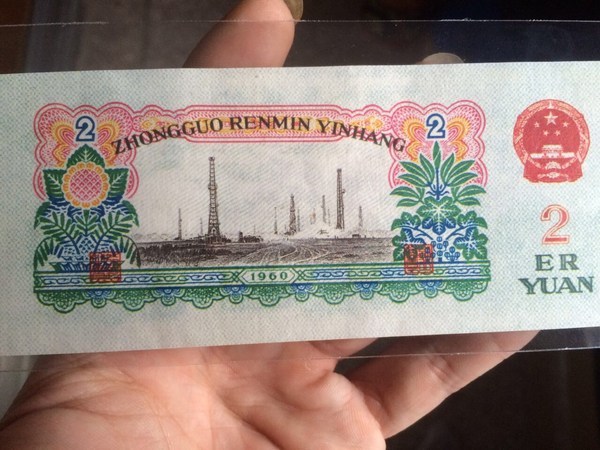 2 ZHONGGUO RENMIN YINHANG 2
1960
2
ER
YUAN